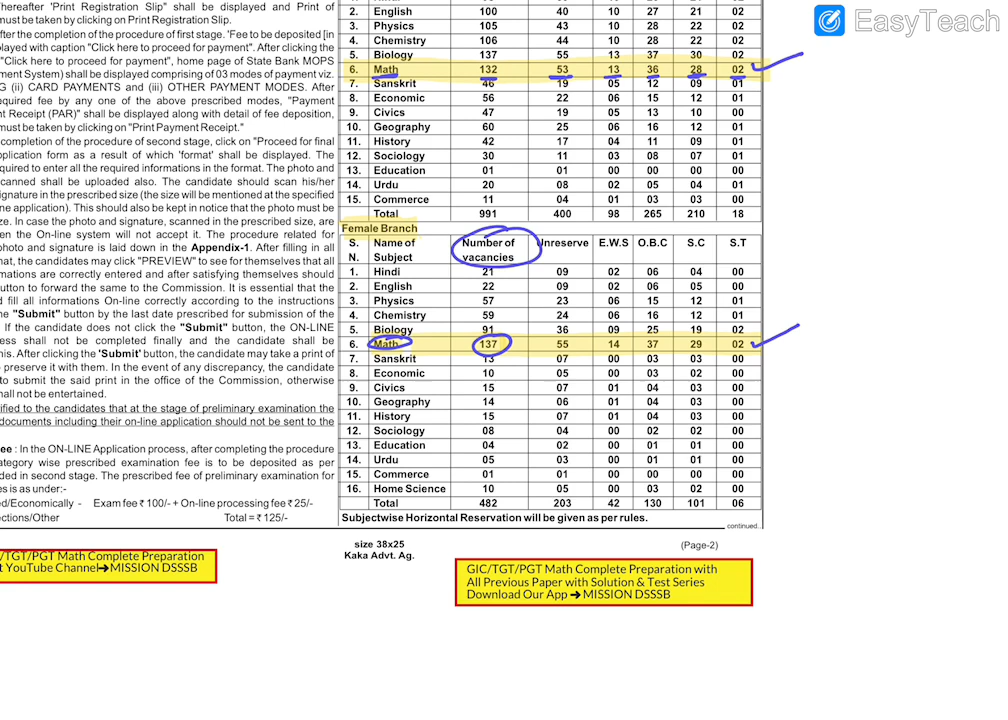 EasyTeach
hereafter 'Print Registration Slip" shall be displayed and Print of
must be taken by clicking on Print Registration Slip.
fter the completion of the procedure of first stage. 'Fee to be deposited [in
layed with caption "Click here to proceed for payment". After clicking the
"Click here to proceed for payment", home page of State Bank MOPS
ment System) shall be displayed comprising of 03 modes of payment viz.
G (ii) CARD PAYMENTS and (iii) OTHER PAYMENT MODES. After
equired fee by any one of the above prescribed modes, "Payment
t Receipt (PAR)" shall be displayed along with detail of fee deposition,
must be taken by clicking on "Print Payment Receipt."
completion of the procedure of second stage, click on "Proceed for final
pplication form as a result of which 'format' shall be displayed. The
quired to enter all the required informations in the format. The photo and
canned shall be uploaded also. The candidate should scan his/her
ignature in the prescribed size (the size will be mentioned at the specified
ne application). This should also be kept in notice that the photo must be
ze. In case the photo and signature, scanned in the prescribed size, are
en the On-line system will not accept it. The procedure related for
photo and signature is laid down in the Appendix-1. After filling in all
hat, the candidates may click "PREVIEW" to see for themselves that all
mations are correctly entered and after satisfying themselves should
utton to forward the same to the Commission. It is essential that the
d fill all informations On-line correctly according to the instructions
he "Submit" button by the last date prescribed for submission of the
If the candidate does not click the "Submit" button, the ON-LINE
ess shall not be completed finally and the candidate shall be
his. After clicking the 'Submit' button, the candidate may take a print of
preserve it with them. In the event of any discrepancy, the candidate
to submit the said print in the office of the Commission, otherwise
hall not be entertained.
ified to the candidates that at the stage of preliminary examination the
documents including their on-line application should not be sent to the
ee : In the ON-LINE Application process, after completing the procedure
ategory wise prescribed examination fee is to be deposited as per
ded in second stage. The prescribed fee of preliminary examination for
es is as under:-
d/Economically - Exam fee ₹ 100/- + On-line processing fee ₹ 25/-
ctions/Other Total = ₹ 125/-
2. English 100 40 10 27 21 02
3. Physics 105 43 10 28 22 02
4. Chemistry 106 44 10 28 22 02
5. Biology 137 55 13 37 30 02
6. Math 132 53 13 36 28 02
7. Sanskrit 46 19 05 12 09 01
8. Economic 56 22 06 15 12 01
9. Civics 47 19 05 13 10 00
10. Geography 60 25 06 16 12 01
11. History 42 17 04 11 09 01
12. Sociology 30 11 03 08 07 01
13. Education 01 01 00 00 00 00
14. Urdu 20 08 02 05 04 01
15. Commerce 11 04 01 03 03 00
Total 991 400 98 265 210 18
Female Branch
S. Name of Number of Unreserve E.W.S O.B.C S.C S.T
N. Subject vacancies
1. Hindi 21 09 02 06 04 00
2. English 22 09 02 06 05 00
3. Physics 57 23 06 15 12 01
4. Chemistry 59 24 06 16 12 01
5. Biology 91 36 09 25 19 02
6. Math 137 55 14 37 29 02
7. Sanskrit 13 07 00 03 03 00
8. Economic 10 05 00 03 02 00
9. Civics 15 07 01 04 03 00
10. Geography 14 06 01 04 03 00
11. History 15 07 01 04 03 00
12. Sociology 08 04 00 02 02 00
13. Education 04 02 00 01 01 00
14. Urdu 05 03 00 01 01 00
15. Commerce 01 01 00 00 00 00
16. Home Science 10 05 00 03 02 00
Total 482 203 42 130 101 06
Subjectwise Horizontal Reservation will be given as per rules.
continued..
size 38x25
Kaka Advt. Ag.
(Page-2)
/TGT/PGT Math Complete Preparation
t YouTube Channel➔MISSION DSSSB
GIC/TGT/PGT Math Complete Preparation with
All Previous Paper with Solution & Test Series
Download Our App ➔ MISSION DSSSB